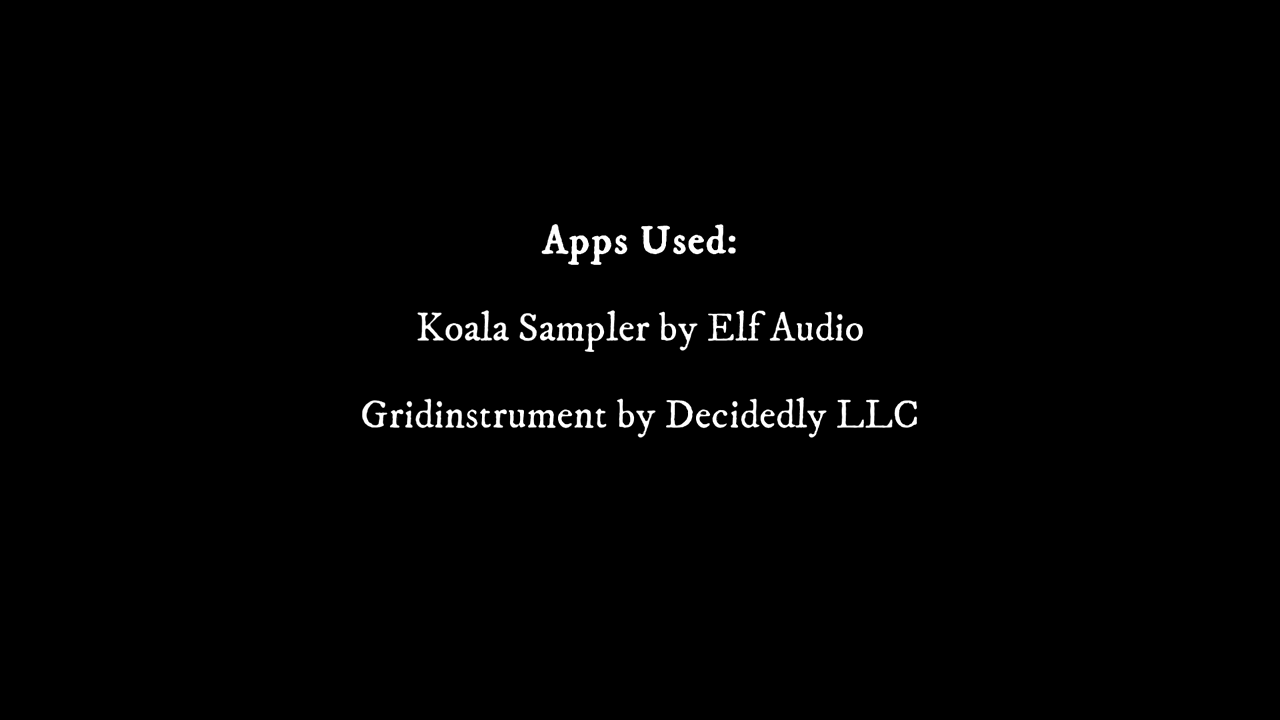 Apps Used:
Koala Sampler by Elf Audio
Gridinstrument by Decidedly LLC